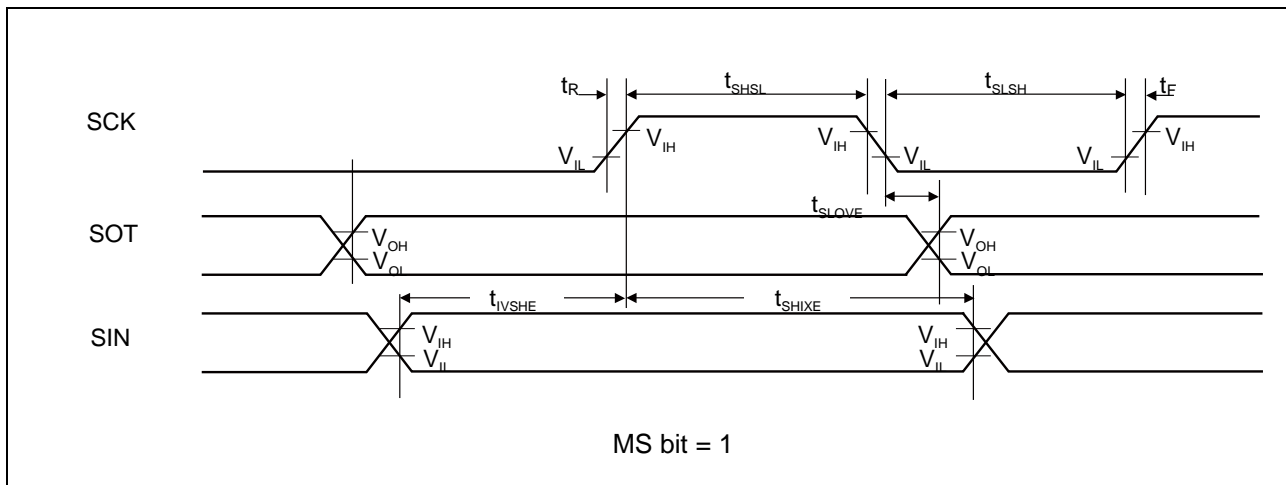 tR tSHSL tSLSH tF
SCK
VIH VIH VIH
VIL VIL VIL
tSLOVE
SOT
VOH VOH
VOL VOL
tIVSHE tSHIXE
SIN
VIH VIH
VIL VIL
MS bit = 1